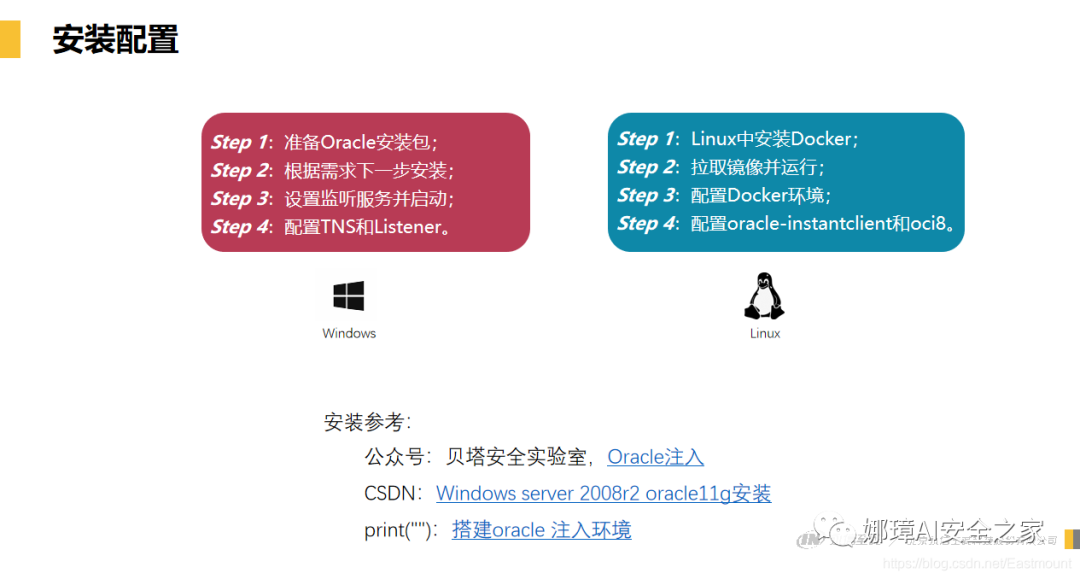 安装配置
Step 1: 准备Oracle安装包;
Step 2: 根据需求下一步安装;
Step 3: 设置监听服务并启动;
Step 4: 配置TNS和Listener。
Windows
Step 1: Linux中安装Docker;
Step 2: 拉取镜像并运行;
Step 3: 配置Docker环境;
Step 4: 配置oracle-instantclient和oci8。
Linux
安装参考:
公众号: 贝塔安全实验室, Oracle注入
CSDN: Windows server 2008r2 oracle11g安装
print(""): 搭建oracle 注入环境
娜璋AI安全之家
https://blog.csdn.net/Eastmount